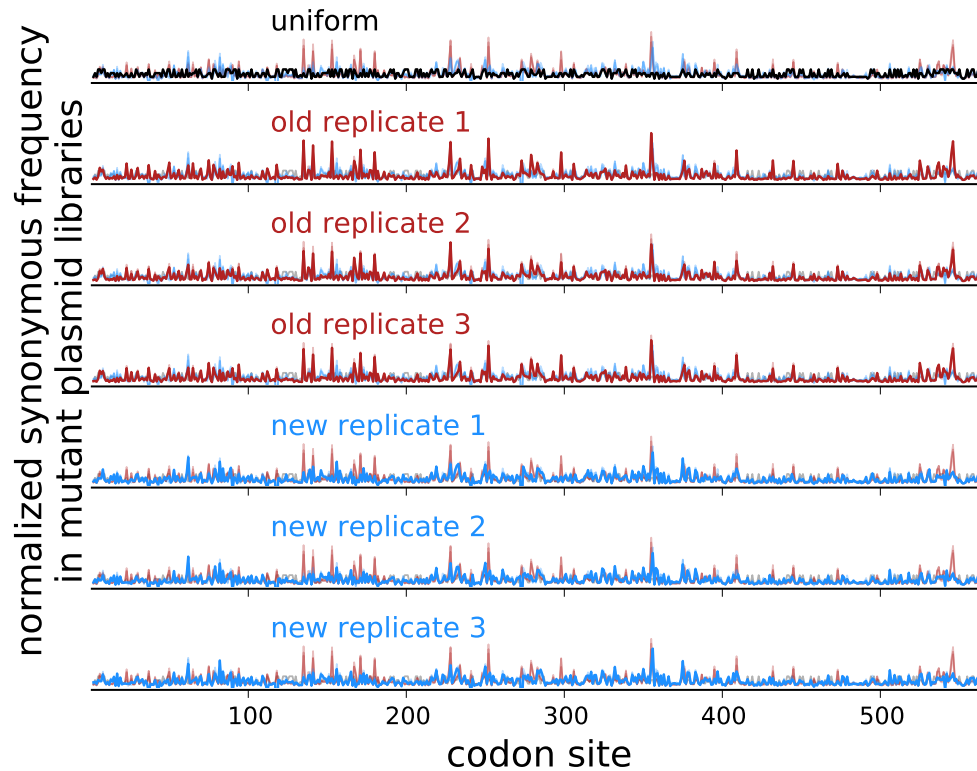 normalized synonymous frequency
in mutant plasmid libraries
uniform
old replicate 1
old replicate 2
old replicate 3
new replicate 1
new replicate 2
new replicate 3
100 200 300 400 500
codon site